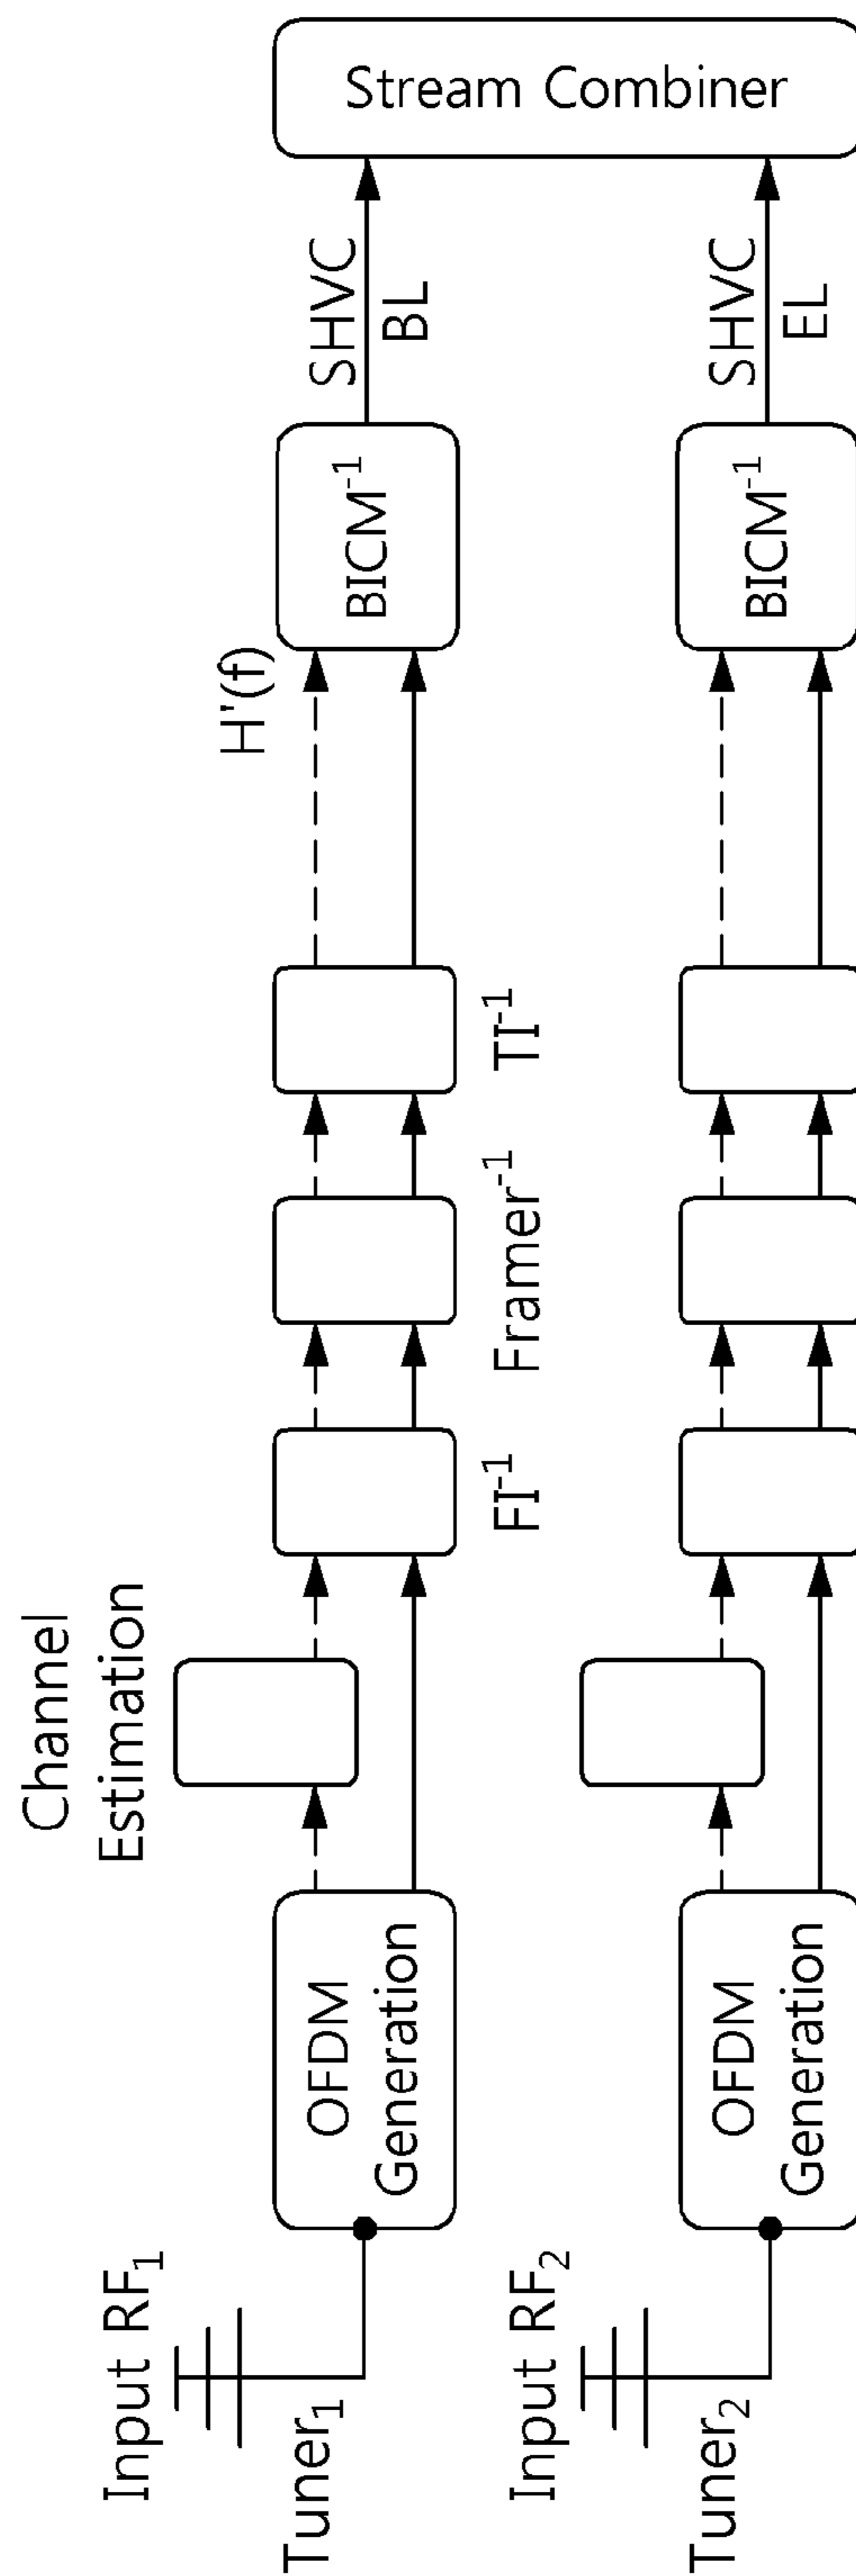 Stream Combiner
SHVC
BL
SHVC
EL
BICM⁻¹
BICM⁻¹
H'(f)
TI⁻¹
Framer⁻¹
FI⁻¹
Channel
Estimation
OFDM
Generation
OFDM
Generation
Input RF₁
Tuner₁
Input RF₂
Tuner₂